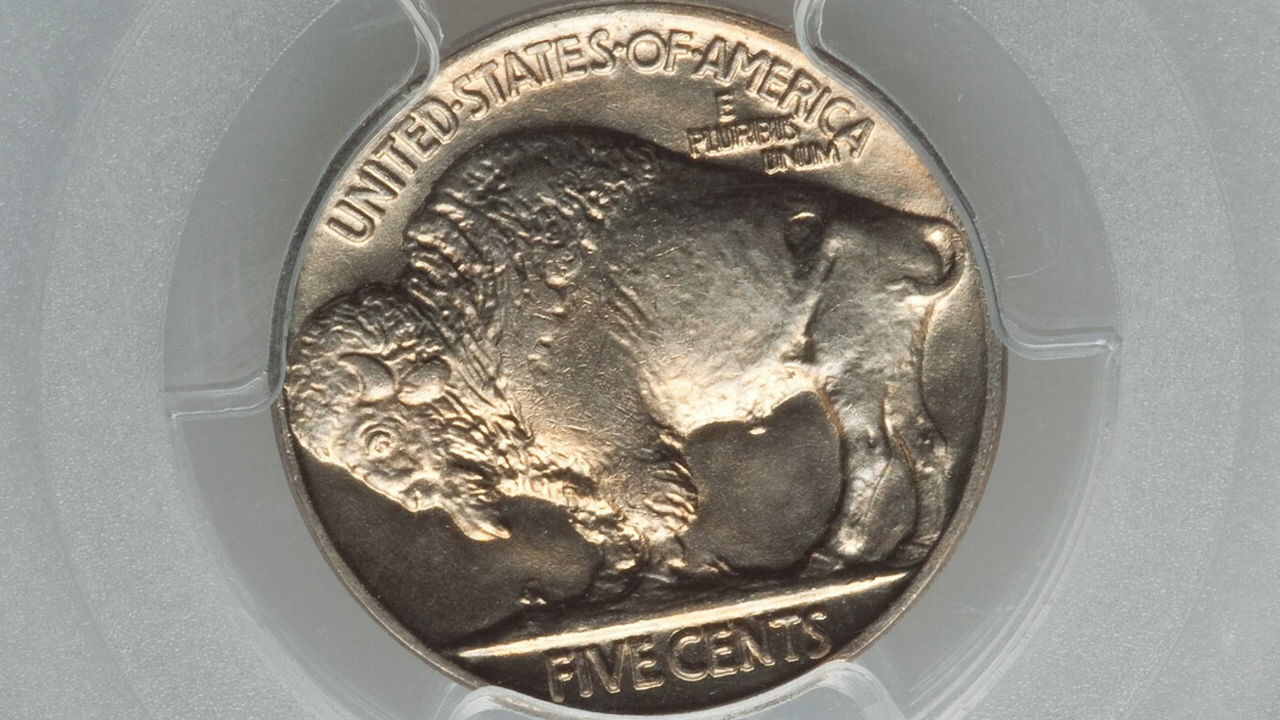 UNITED·STATES·OF·AMERICA
E
PLURIBUS
UNUM
FIVE CENTS